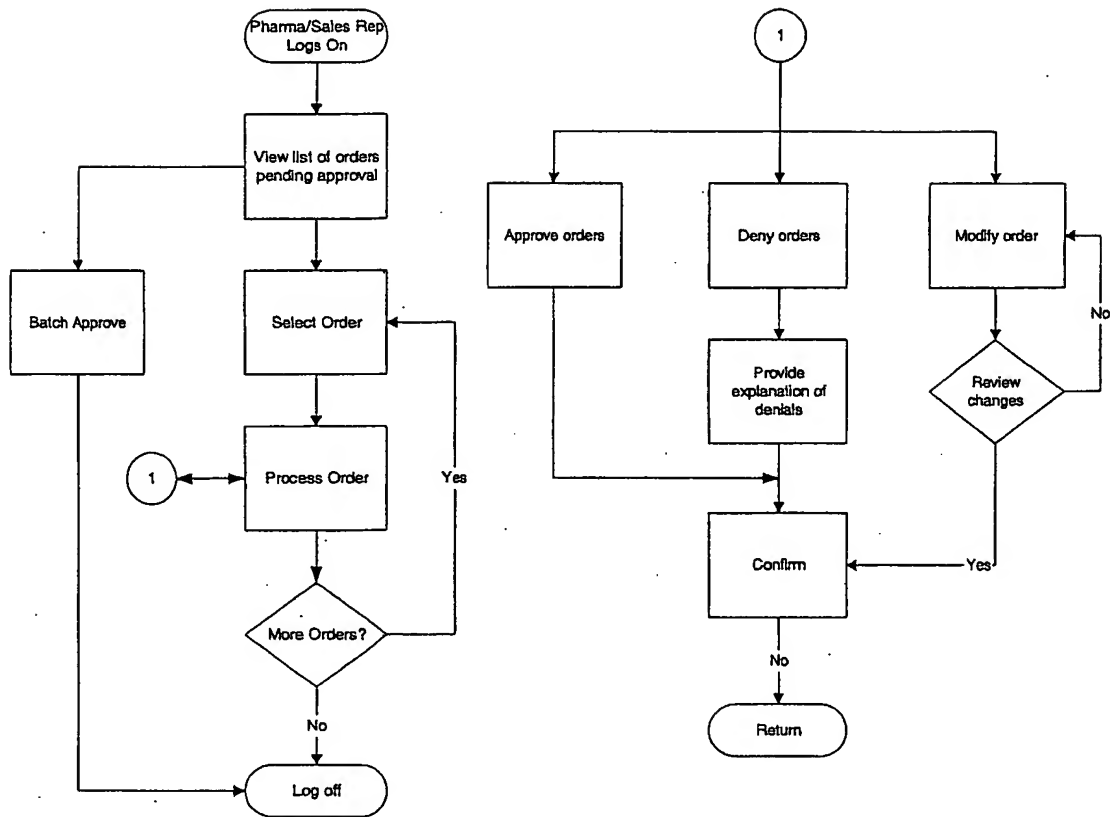 Pharma/Sales Rep
Logs On
View list of orders
pending approval
Batch Approve
Select Order
1
Process Order
Yes
More Orders?
No
Log off
1
Approve orders
Deny orders
Modify order
No
Provide
explanation of
denials
Review
changes
Confirm
Yes
No
Return